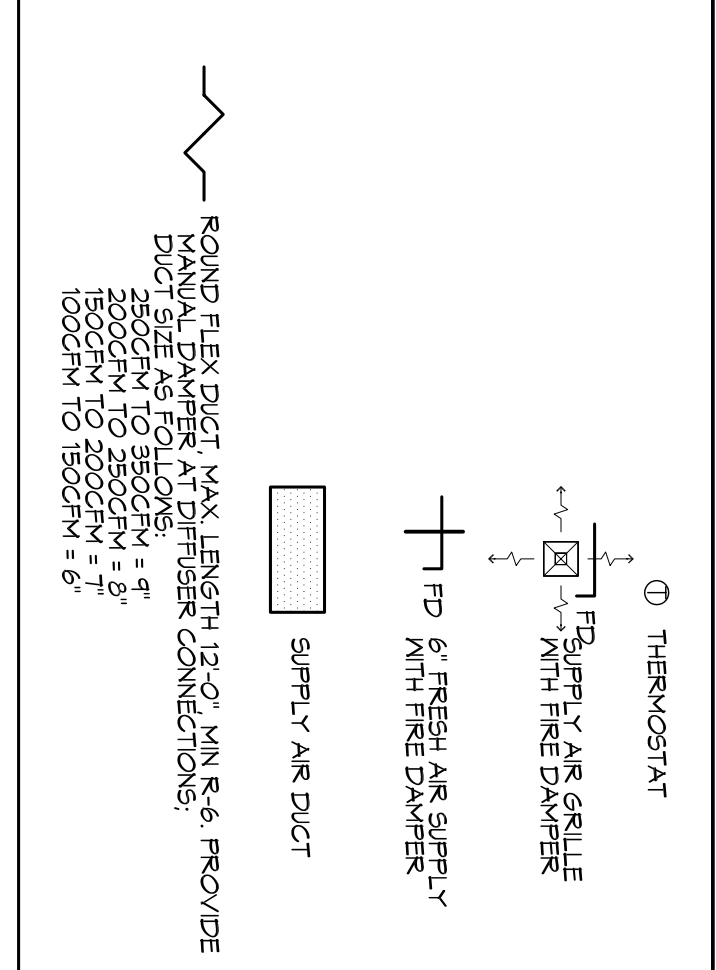 T THERMOSTAT
FD
SUPPLY AIR GRILLE
WITH FIRE DAMPER
FD 6" FRESH AIR SUPPLY
WITH FIRE DAMPER
SUPPLY AIR DUCT
ROUND FLEX DUCT, MAX. LENGTH 12'-0", MIN R-6. PROVIDE
MANUAL DAMPER AT DIFFUSER CONNECTIONS;
DUCT SIZE AS FOLLOWS:
250CFM TO 350CFM = 9"
200CFM TO 250CFM = 8"
150CFM TO 200CFM = 7"
100CFM TO 150CFM = 6"